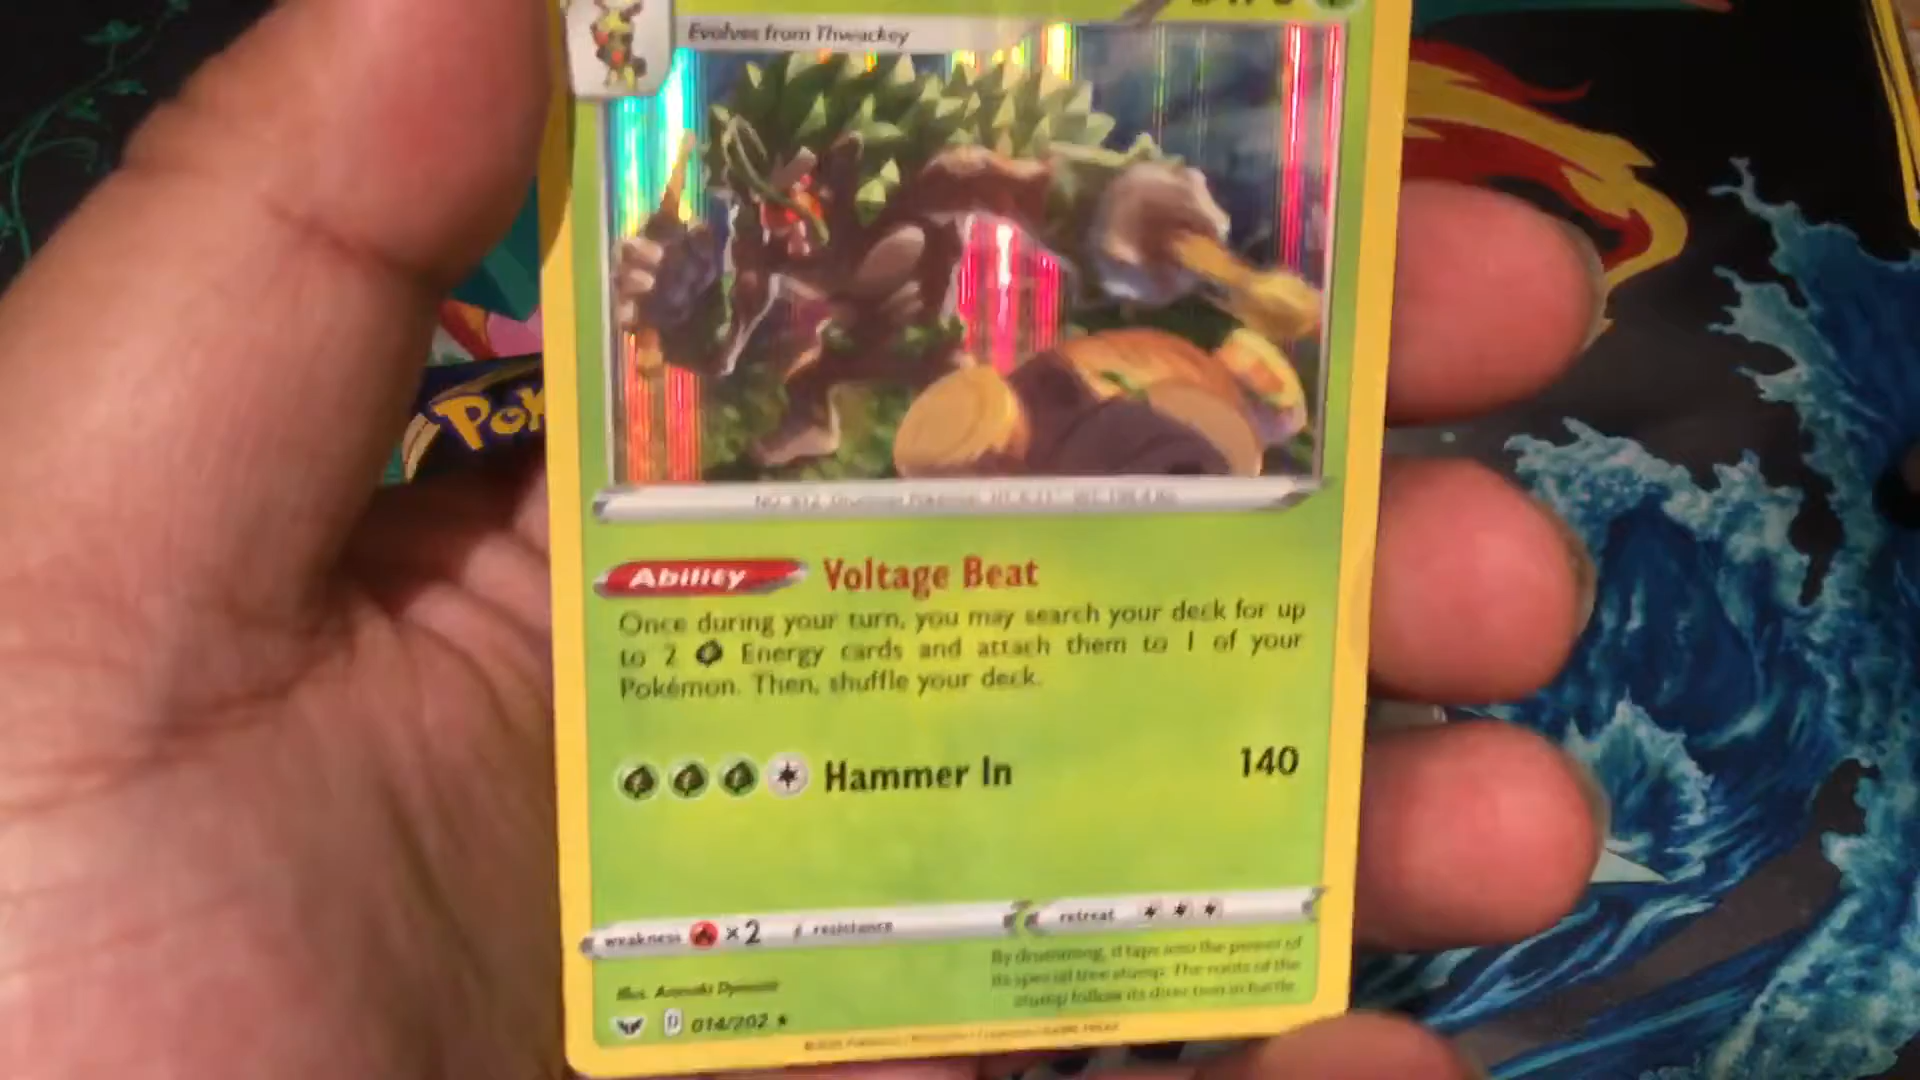 Evolves from Thwackey
Pok
Ability Voltage Beat
Once during your turn, you may search your deck for up
to 2 Energy cards and attach them to 1 of your
Pokémon. Then, shuffle your deck.
Hammer In 140
weakness ×2 resistance retreat
By drumming, it taps into the power of
its special tree stump. The roots of the
stump follow its direction in battle.
Illus.
D 014/202